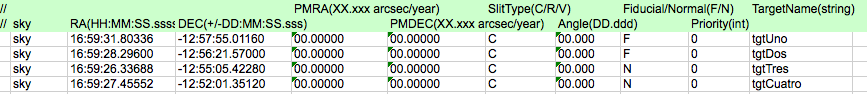 // PMRA(XX.xxx arcsec/year) SlitType(C/R/V) Fiducial/Normal(F/N) TargetName(string)
// sky RA(HH:MM:SS.ssss DEC(+/-DD:MM:SS.sss) PMDEC(XX.xxx arcsec/year) Angle(DD.ddd) Priority(int)
sky 16:59:31.80336 -12:57:55.01160 00.00000 00.00000 C 00.000 F 0 tgtUno
sky 16:59:28.29600 -12:56:21.57000 00.00000 00.00000 C 00.000 F 0 tgtDos
sky 16:59:26.33688 -12:55:05.42280 00.00000 00.00000 C 00.000 N 0 tgtTres
sky 16:59:27.45552 -12:52:01.35120 00.00000 00.00000 C 00.000 N 0 tgtCuatro